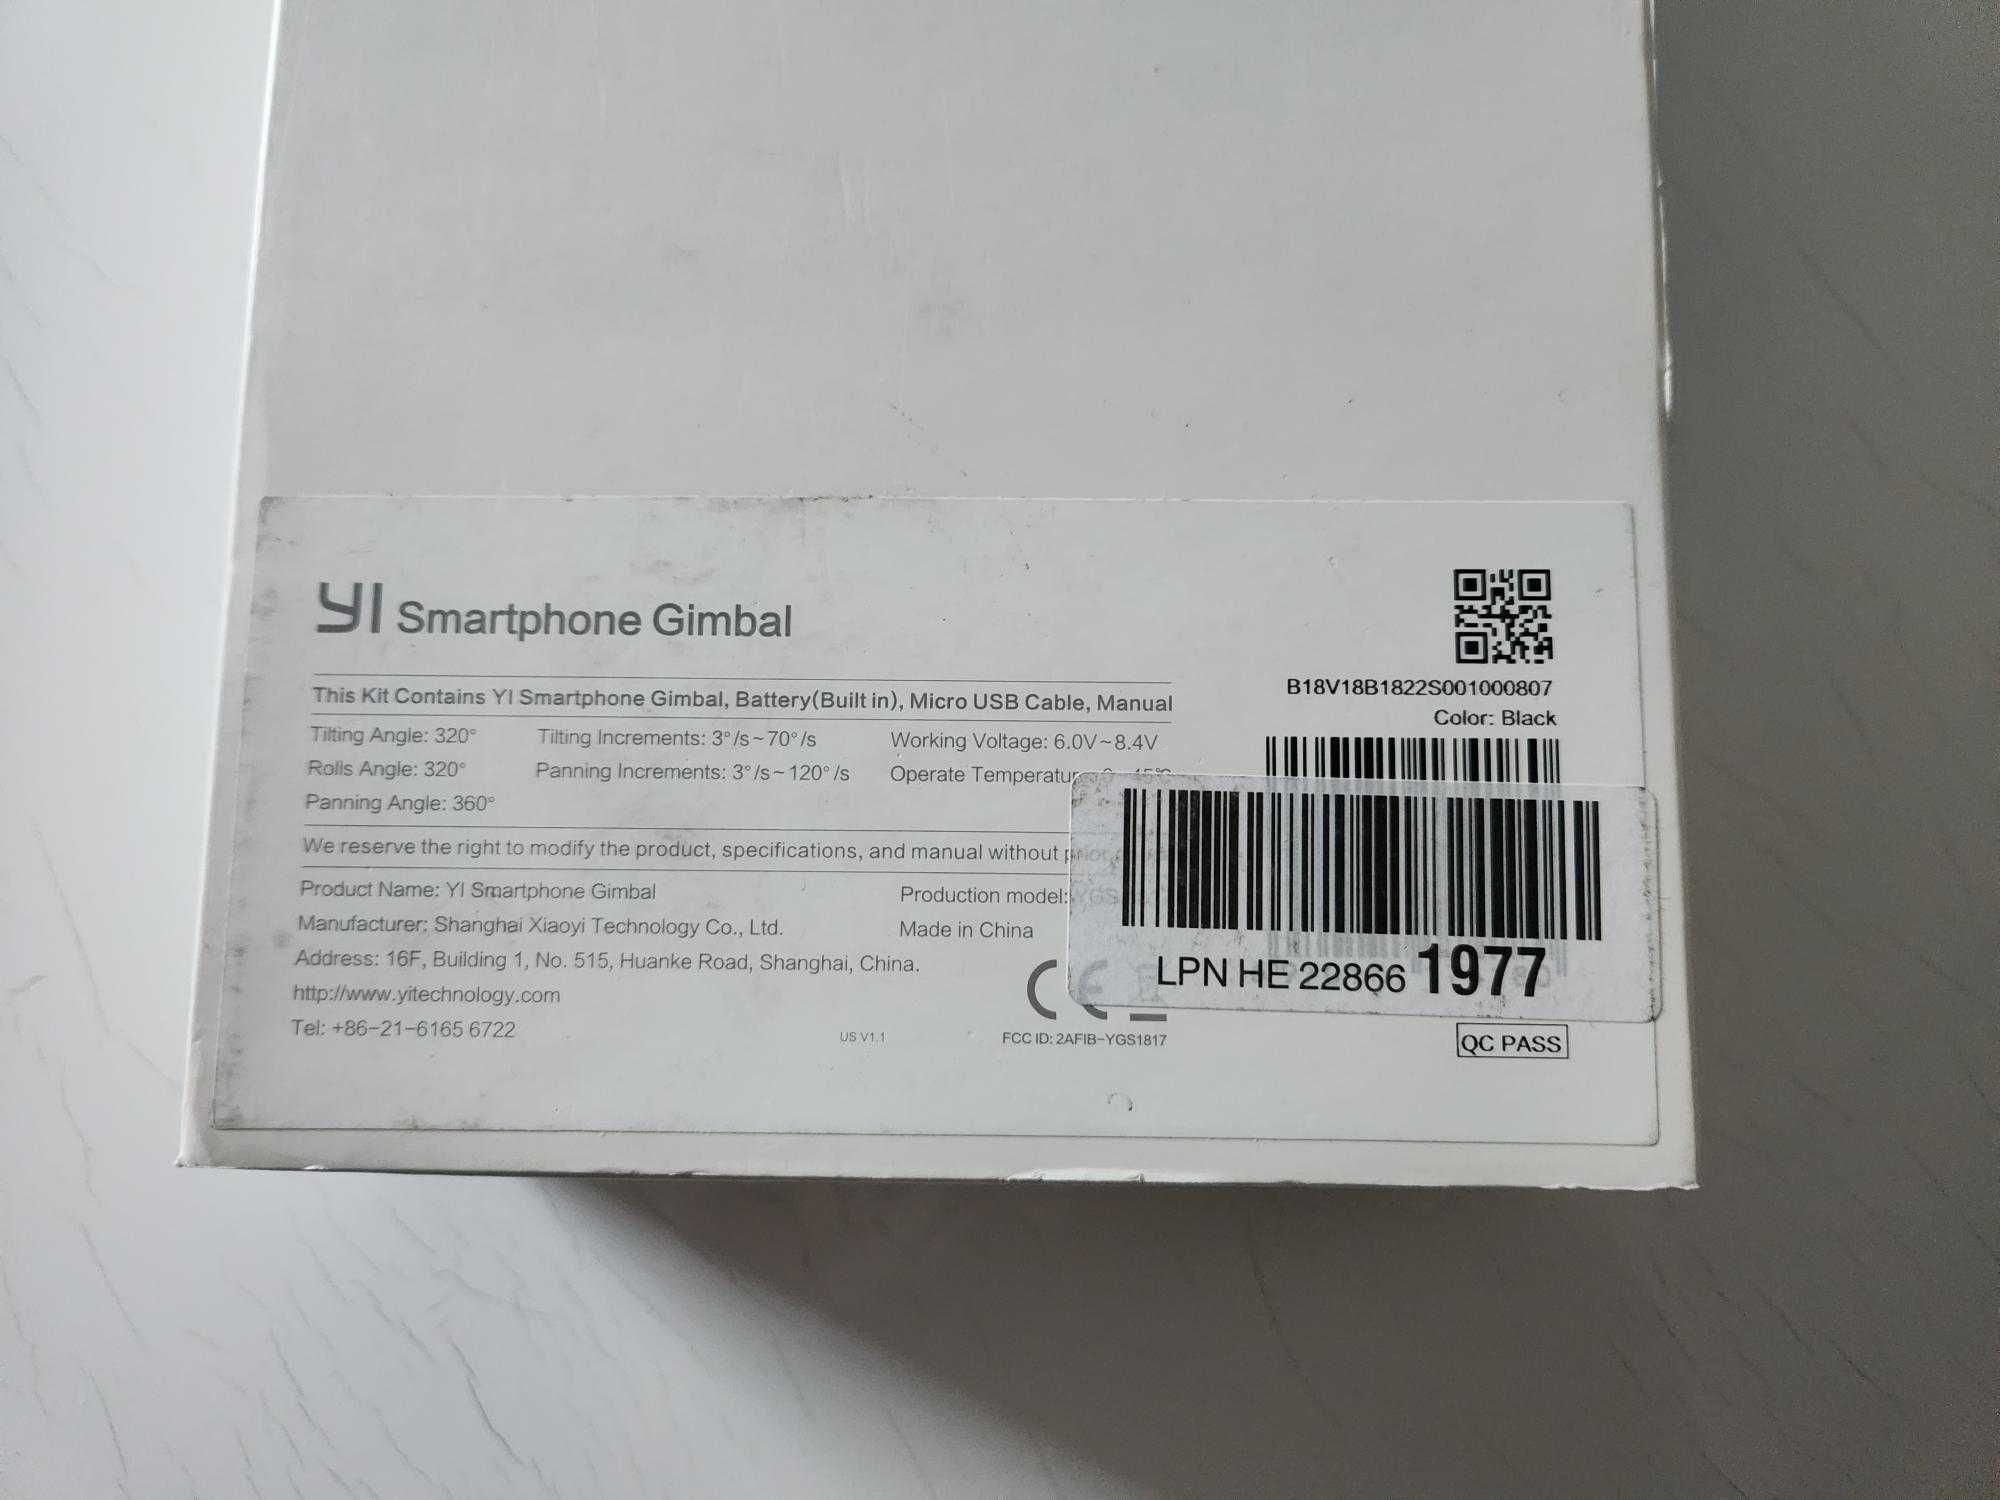 YI Smartphone Gimbal
This Kit Contains YI Smartphone Gimbal, Battery(Built in), Micro USB Cable, Manual
Tilting Angle: 320° Tilting Increments: 3°/s~70°/s Working Voltage: 6.0V~8.4V
Rolls Angle: 320° Panning Increments: 3°/s~120°/s Operate
Panning Angle: 360°
We reserve the right to modify the product, specifications, and manual without
Product Name: YI Smartphone Gimbal Production model:
Manufacturer: Shanghai Xiaoyi Technology Co., Ltd. Made in China
Address: 16F, Building 1, No. 515, Huanke Road, Shanghai, China.
http://www.yitechnology.com
Tel: +86-21-6165 6722
US V1.1
CE
FCC ID: 2AFIB-YGS1817
B18V18B1822S001000807
Color: Black
LPN HE 22866 1977
QC PASS